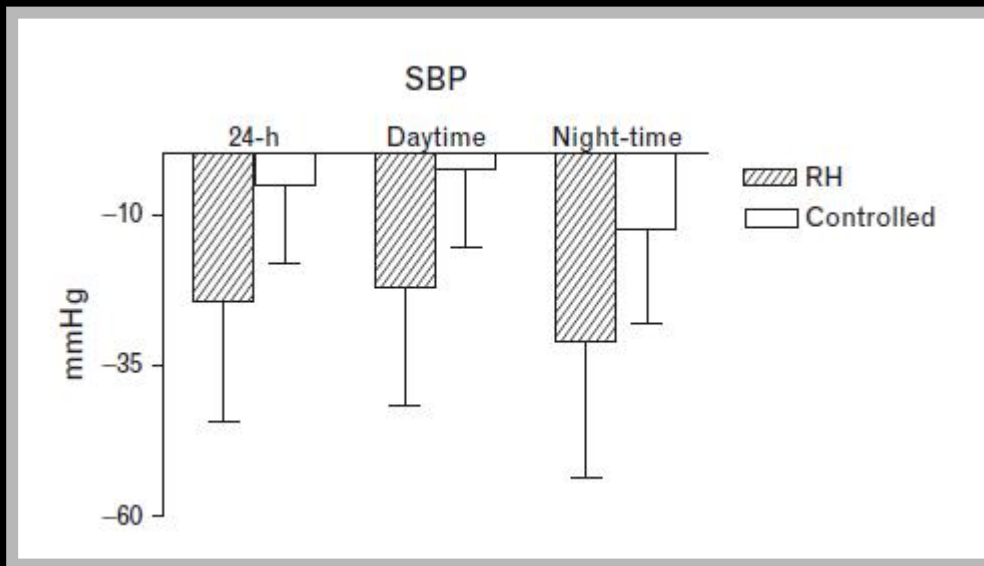 SBP
24-h Daytime Night-time
RH
Controlled
−10
mmHg
−35
−60